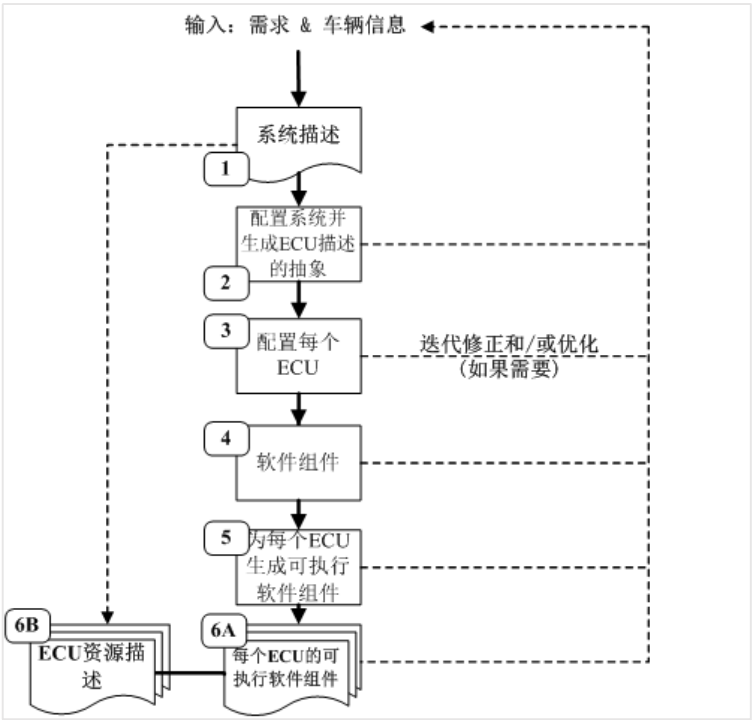 输入：需求 & 车辆信息
系统描述
1
配置系统并
生成ECU描述
的抽象
2
3
配置每个
ECU
迭代修正和/或优化
(如果需要)
4
软件组件
5
为每个ECU
生成可执行
软件组件
6B
ECU资源描
述
6A
每个ECU的可
执行软件组件